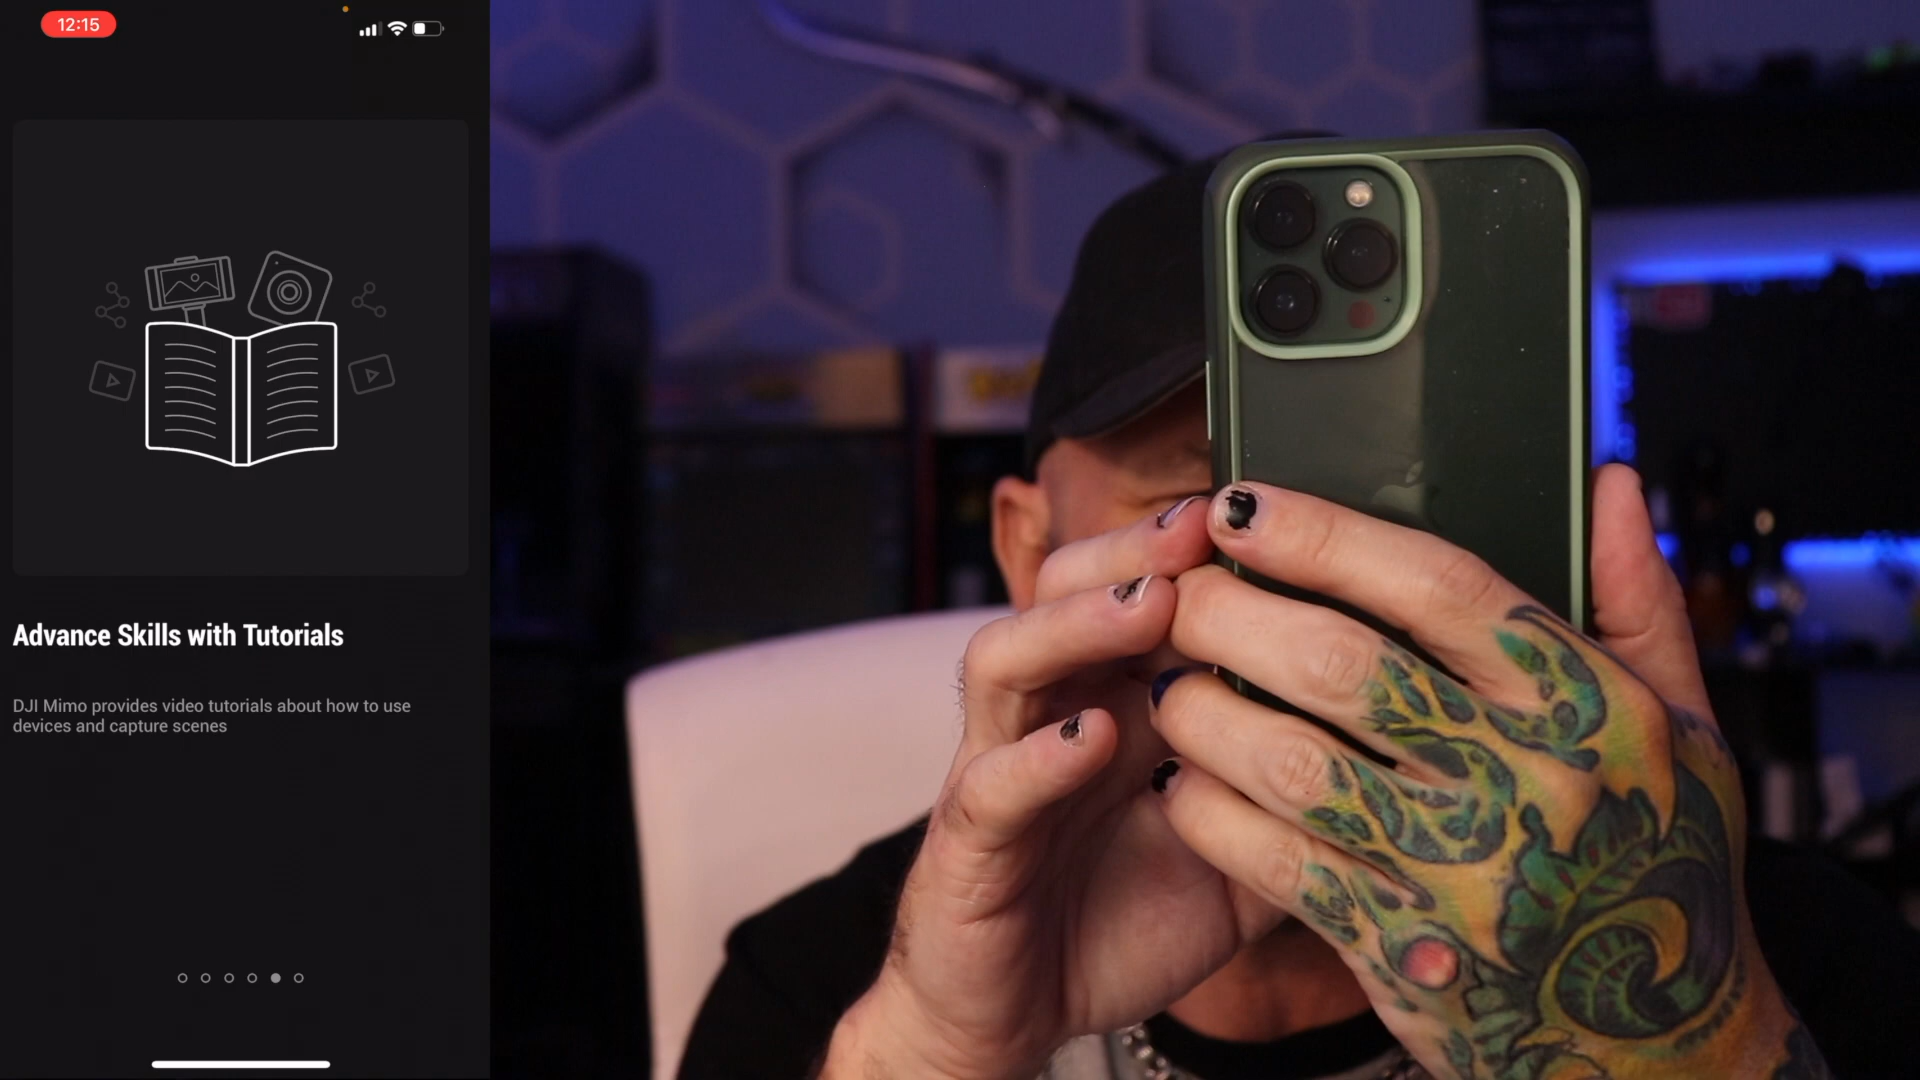 12:15
Advance Skills with Tutorials
DJI Mimo provides video tutorials about how to use
devices and capture scenes